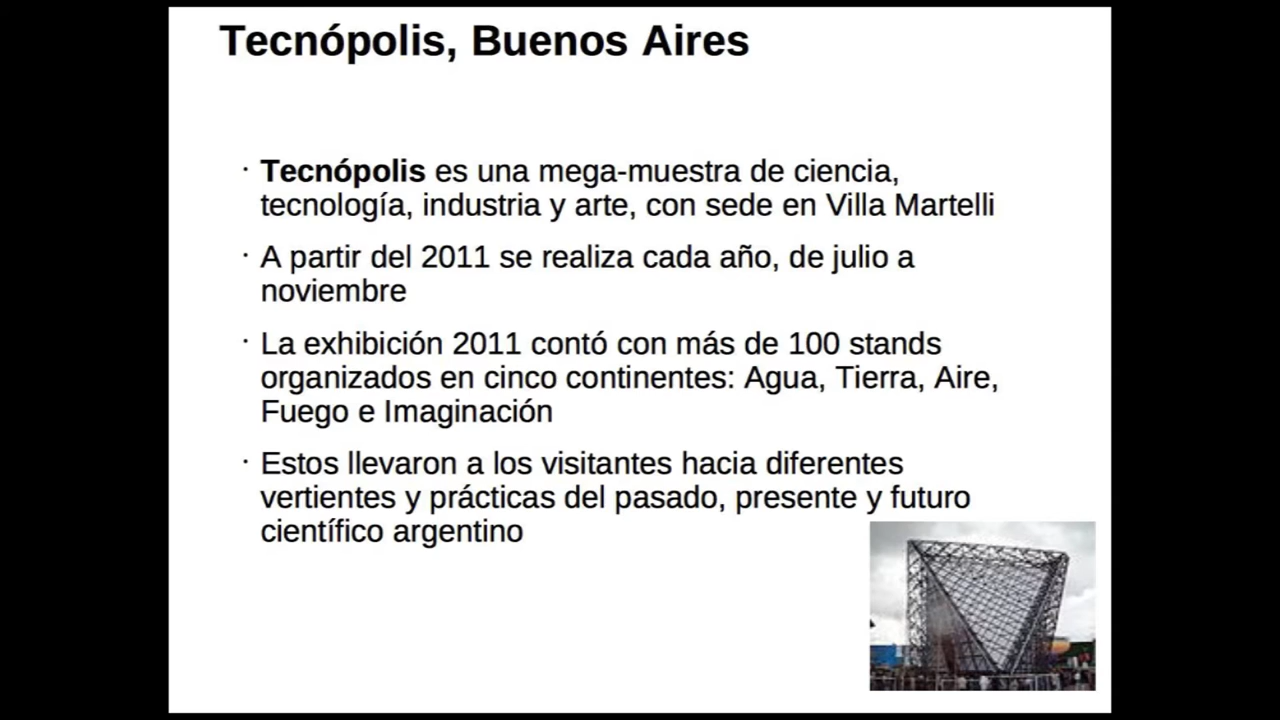 Tecnópolis, Buenos Aires
· Tecnópolis es una mega-muestra de ciencia,
tecnología, industria y arte, con sede en Villa Martelli
· A partir del 2011 se realiza cada año, de julio a
noviembre
· La exhibición 2011 contó con más de 100 stands
organizados en cinco continentes: Agua, Tierra, Aire,
Fuego e Imaginación
· Estos llevaron a los visitantes hacia diferentes
vertientes y prácticas del pasado, presente y futuro
científico argentino